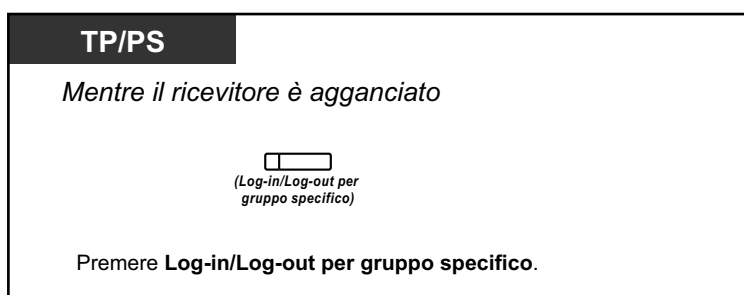 TP/PS
Mentre il ricevitore è agganciato
(Log-in/Log-out per
gruppo specifico)
Premere Log-in/Log-out per gruppo specifico.